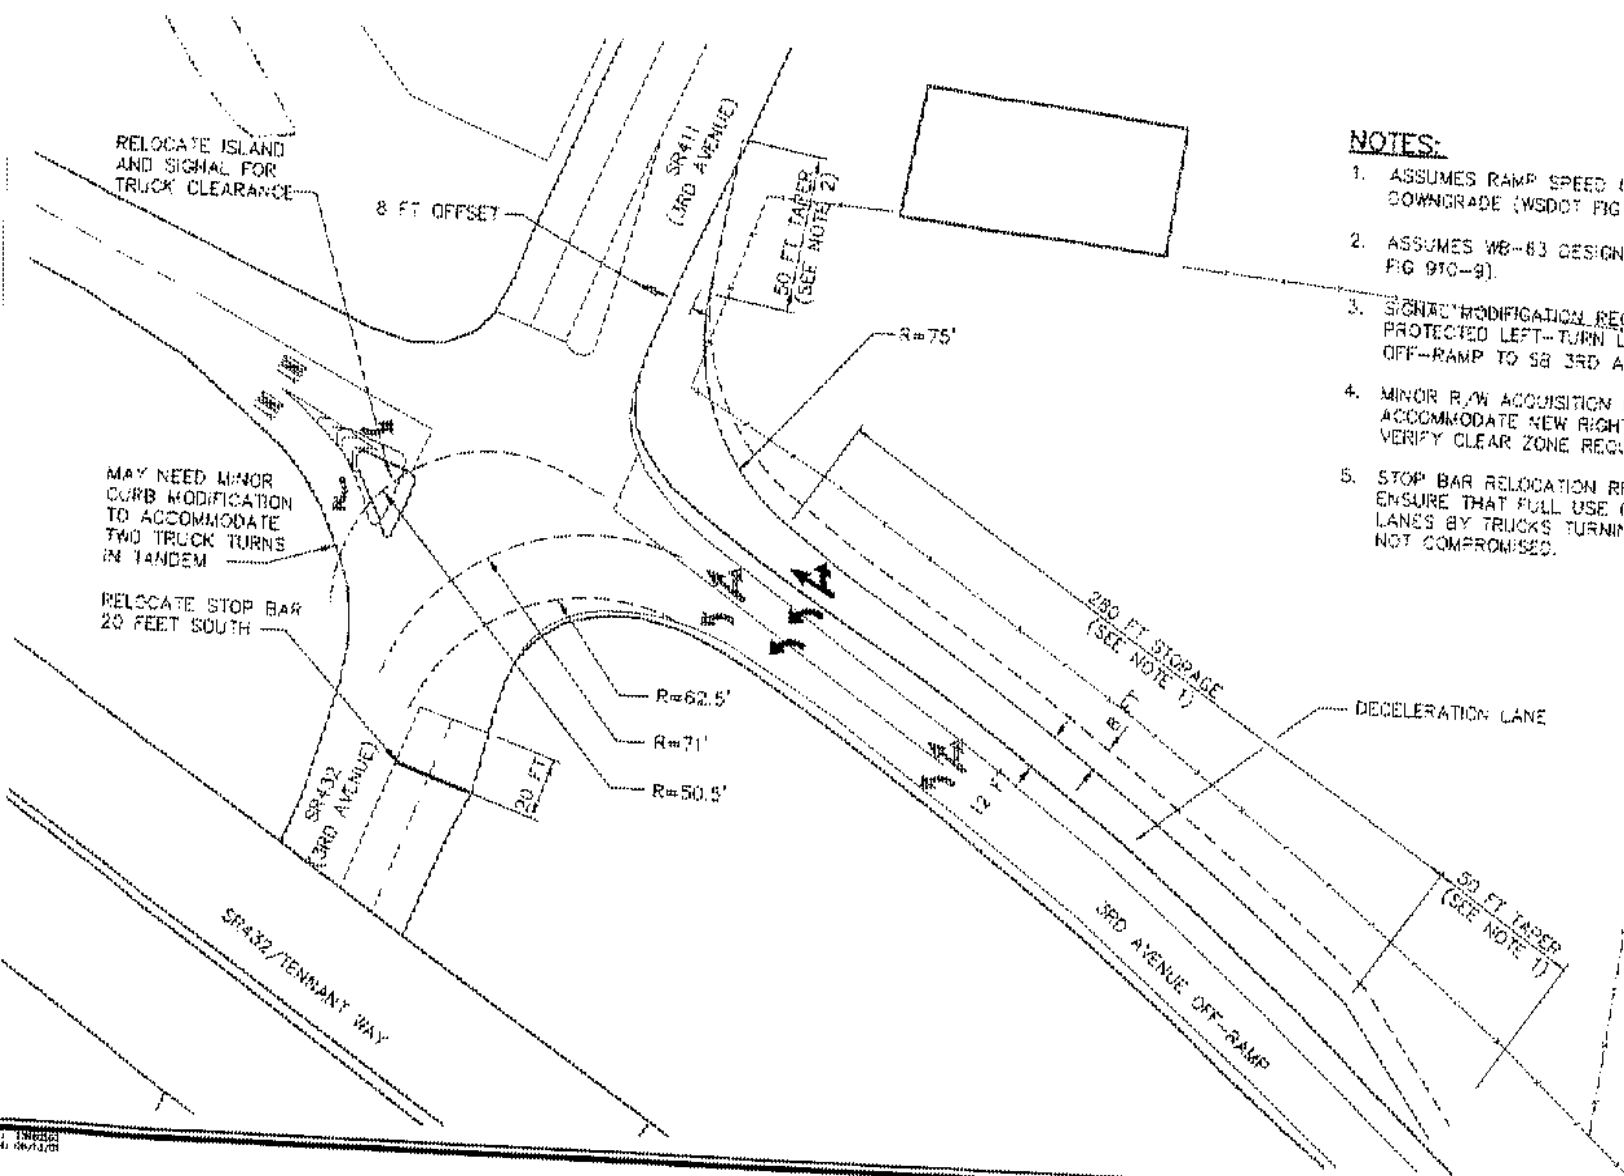 RELOCATE ISLAND
AND SIGNAL FOR
TRUCK CLEARANCE
8 FT OFFSET
SR411
(3RD AVENUE)
50 FT TAPER
(SEE NOTE 2)
R=75'
NOTES:
1. ASSUMES RAMP SPEED
DOWNGRADE (WSDOT FIG
2. ASSUMES WB-63 DESIGN
FIG 910-9).
3. SIGNAL MODIFICATION REQ
PROTECTED LEFT-TURN L
OFF-RAMP TO SB 3RD A
4. MINOR R/W ACQUISITION
ACCOMMODATE NEW RIGHT
VERIFY CLEAR ZONE REQU
5. STOP BAR RELOCATION RE
ENSURE THAT FULL USE
LANES BY TRUCKS TURNIN
NOT COMPROMISED.
MAY NEED MINOR
CURB MODIFICATION
TO ACCOMMODATE
TWO TRUCK TURNS
IN TANDEM
RELOCATE STOP BAR
20 FEET SOUTH
R=62.5'
R=71'
R=50.5'
20 FT
SR432
(3RD AVENUE)
280 FT STORAGE
(SEE NOTE 1)
8 FT
12 FT
DECELERATION LANE
50 FT TAPER
(SEE NOTE 1)
3RD AVENUE OFF-RAMP
SR432/TENNANT WAY